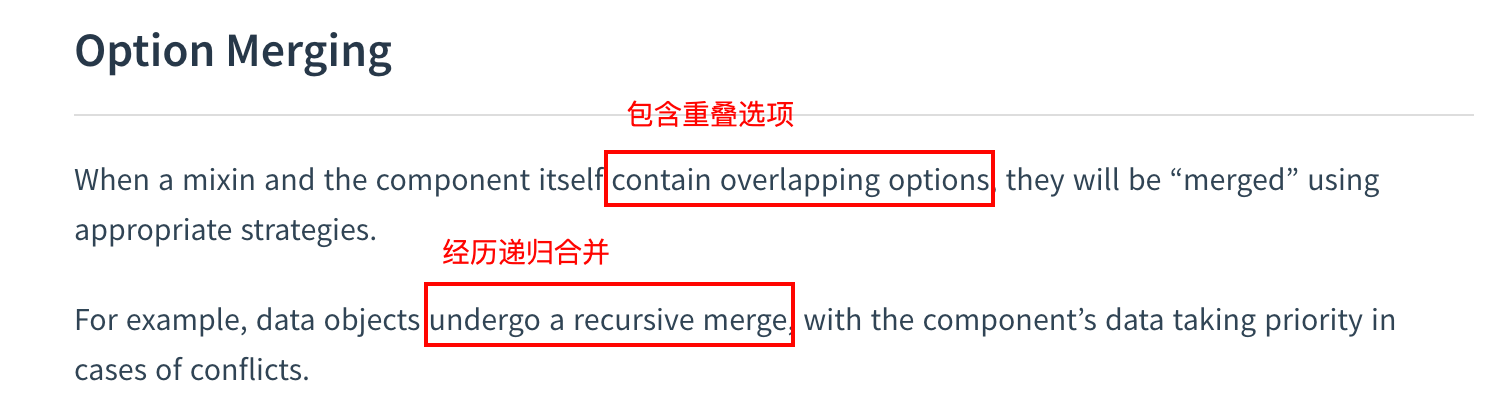 Option Merging
包含重叠选项
When a mixin and the component itself contain overlapping options, they will be “merged” using
appropriate strategies.
经历递归合并
For example, data objects undergo a recursive merge, with the component’s data taking priority in
cases of conflicts.